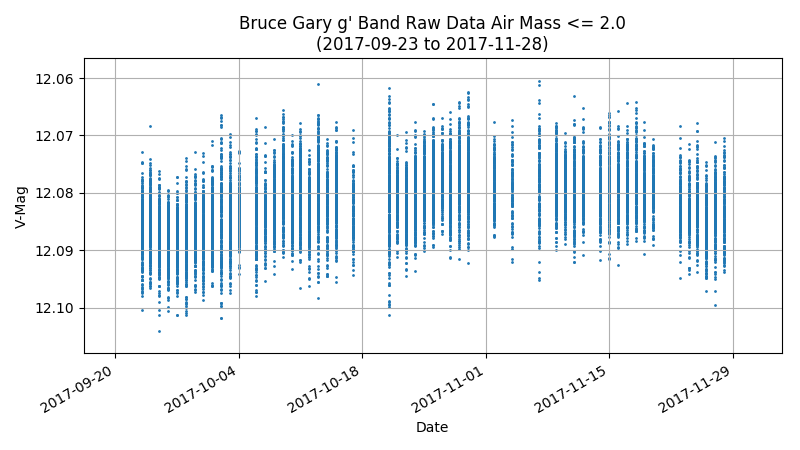 Bruce Gary g' Band Raw Data Air Mass <= 2.0
(2017-09-23 to 2017-11-28)
12.06
12.07
12.08
12.09
12.10
V-Mag
2017-09-20
2017-10-04
2017-10-18
2017-11-01
2017-11-15
2017-11-29
Date